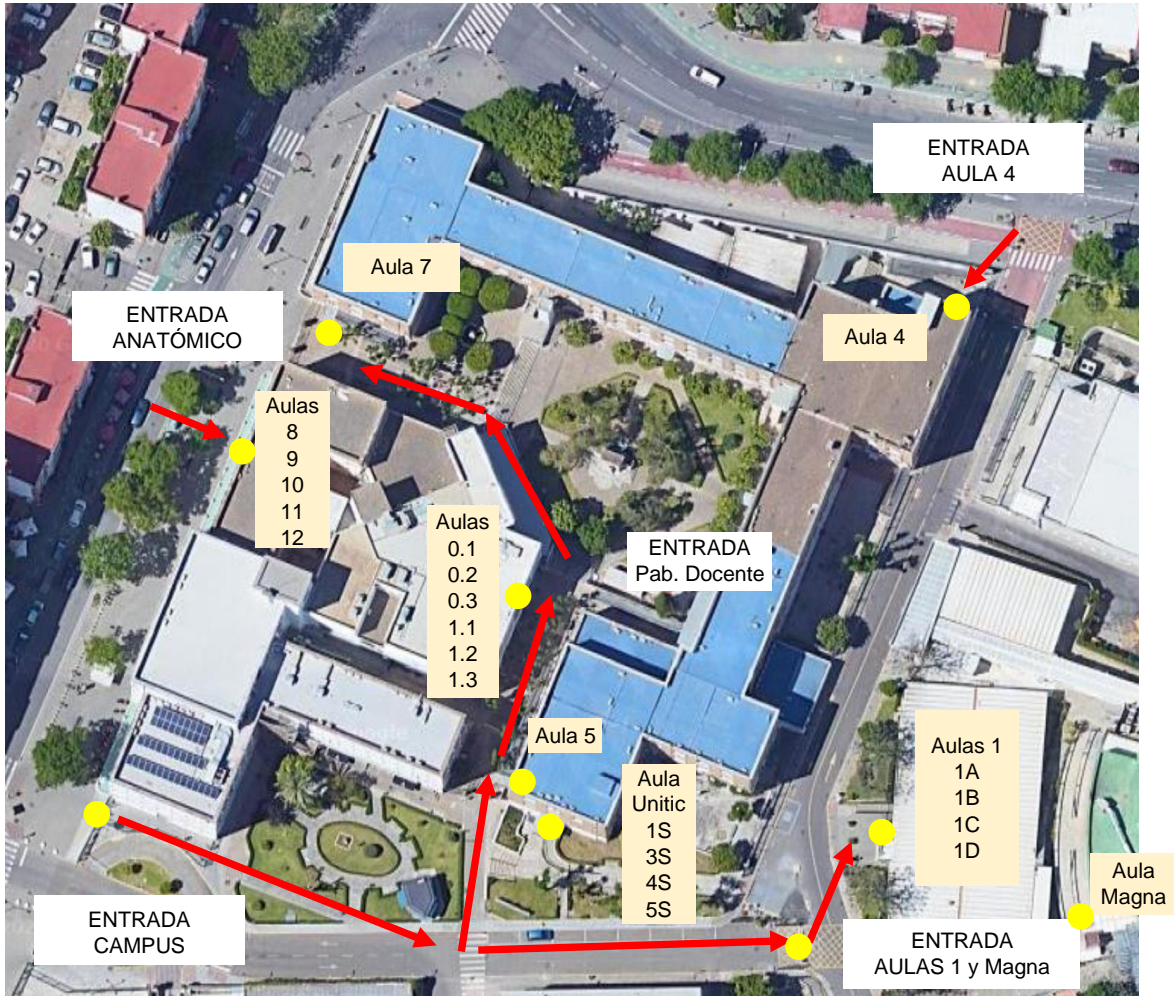 ENTRADA
AULA 4
Aula 7
ENTRADA
ANATÓMICO
Aula 4
Aulas
8
9
10
11
12
Aulas
0.1
0.2
0.3
1.1
1.2
1.3
ENTRADA
Pab. Docente
Aula 5
Aula
Unitic
1S
3S
4S
5S
Aulas 1
1A
1B
1C
1D
Aula
Magna
ENTRADA
CAMPUS
ENTRADA
AULAS 1 y Magna